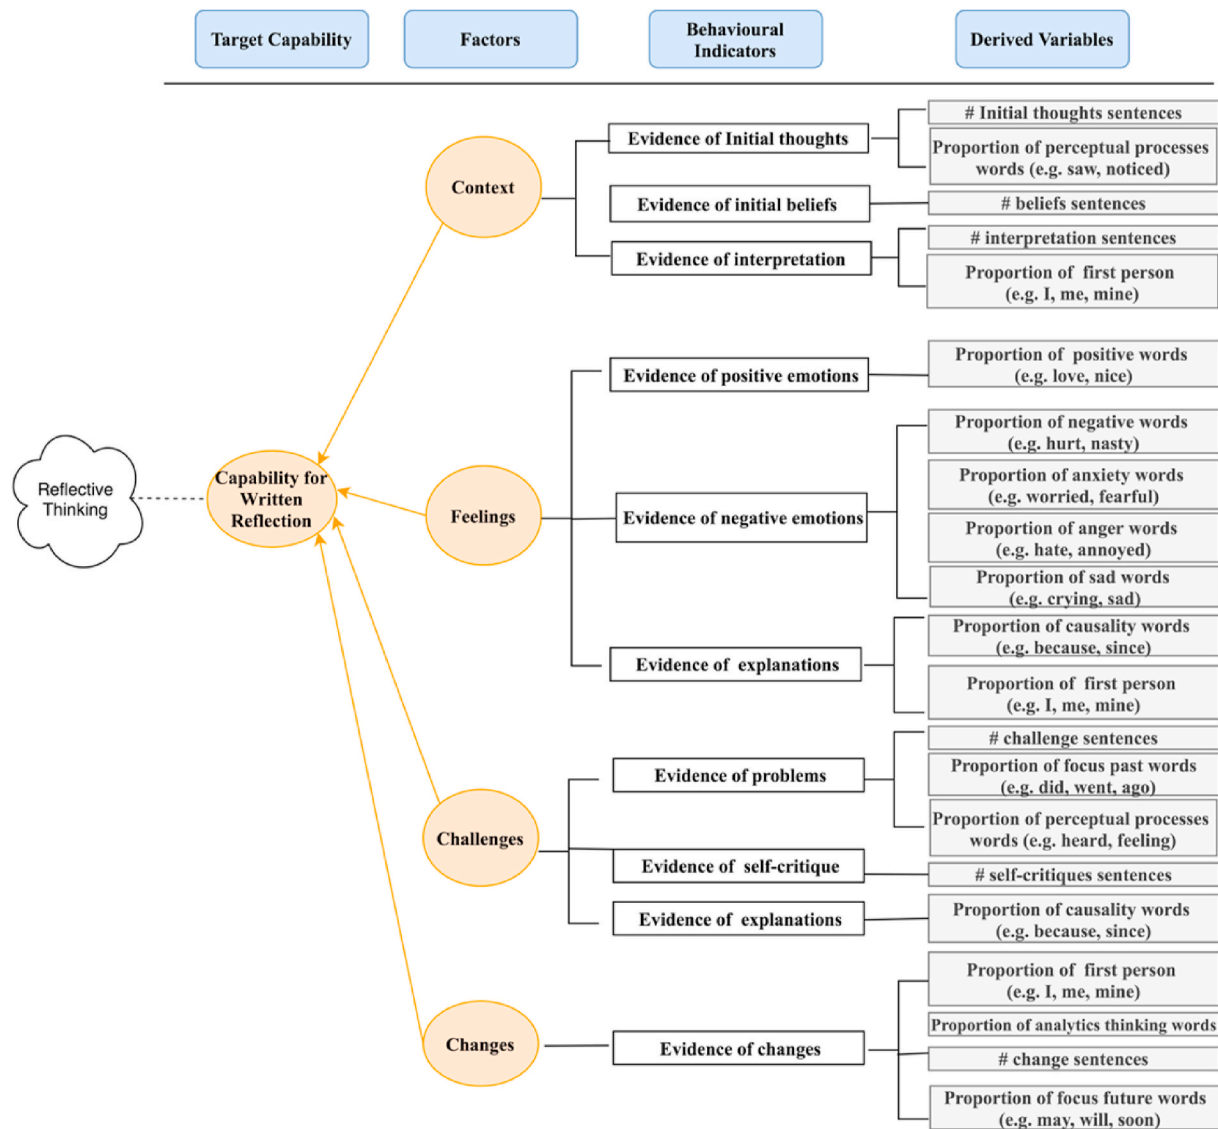 Target Capability
Factors
Behavioural
Indicators
Derived Variables
# Initial thoughts sentences
Evidence of Initial thoughts
Proportion of perceptual processes
words (e.g. saw, noticed)
Context
Evidence of initial beliefs
# beliefs sentences
# interpretation sentences
Evidence of interpretation
Proportion of first person
(e.g. I, me, mine)
Evidence of positive emotions
Proportion of positive words
(e.g. love, nice)
Proportion of negative words
(e.g. hurt, nasty)
Reflective
Thinking
Capability for
Written
Reflection
Feelings
Evidence of negative emotions
Proportion of anxiety words
(e.g. worried, fearful)
Proportion of anger words
(e.g. hate, annoyed)
Proportion of sad words
(e.g. crying, sad)
Evidence of explanations
Proportion of causality words
(e.g. because, since)
Proportion of first person
(e.g. I, me, mine)
# challenge sentences
Evidence of problems
Proportion of focus past words
(e.g. did, went, ago)
Proportion of perceptual processes
words (e.g. heard, feeling)
Challenges
Evidence of self-critique
# self-critiques sentences
Evidence of explanations
Proportion of causality words
(e.g. because, since)
Proportion of first person
(e.g. I, me, mine)
Proportion of analytics thinking words
Changes
Evidence of changes
# change sentences
Proportion of focus future words
(e.g. may, will, soon)